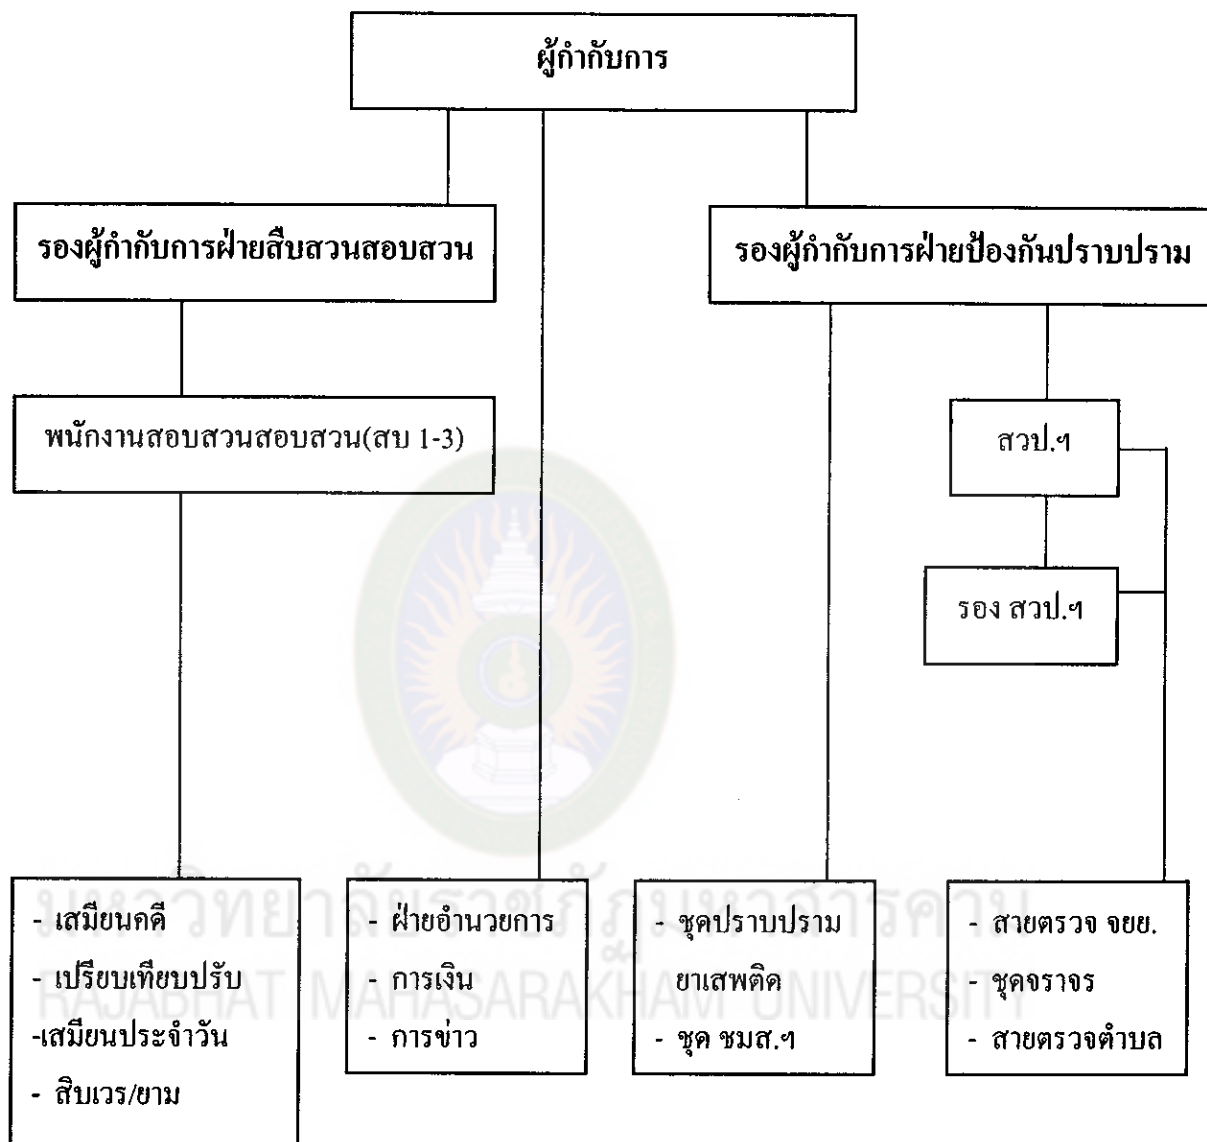 ผู้กำกับการ
รองผู้กำกับการฝ่ายสืบสวนสอบสวน
รองผู้กำกับการฝ่ายป้องกันปราบปราม
พนักงานสอบสวนสอบสวน(สบ 1-3)
สวป.ฯ
รอง สวป.ฯ
- เสมียนคดี
- เปรียบเทียบปรับ
-เสมียนประจำวัน
- สิบเวร/ยาม
- ฝ่ายอำนวยการ
- การเงิน
- การข่าว
- ชุดปราบปราม
ยาเสพติด
- ชุด ชมส.ฯ
- สายตรวจ จยย.
- ชุดจราจร
- สายตรวจตำบล
มหาวิทยาลัยราชภัฏมหาสารคาม
RAJABHAT MAHASARAKHAM UNIVERSITY